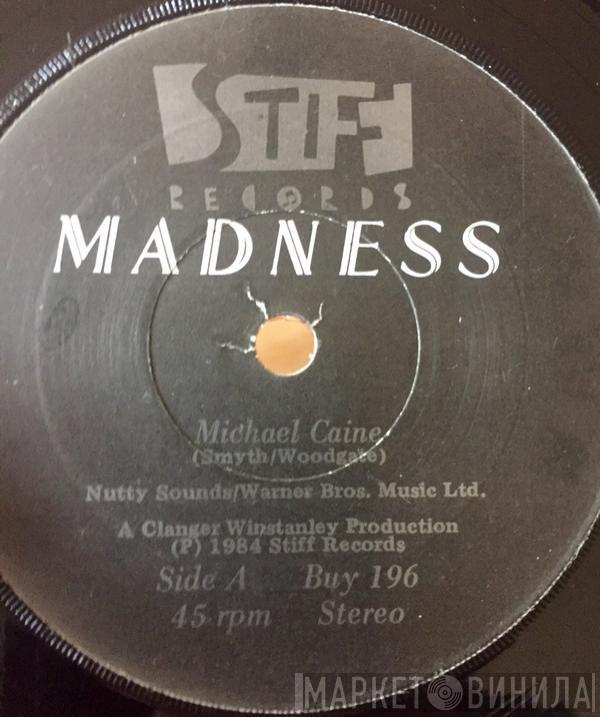 STIFF
RECORDS
MADNESS
Michael Caine
(Smyth/Woodgate)
Nutty Sounds/Warner Bros. Music Ltd.
A Clanger Winstanley Production
(P) 1984 Stiff Records
Side A Buy 196
45 rpm Stereo
МАРКЕТ ВИНИЛА